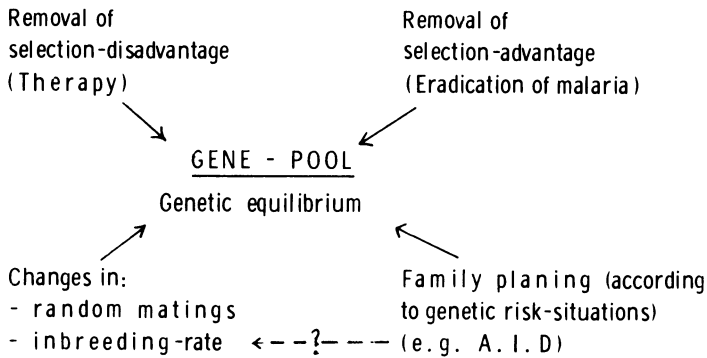 Removal of
selection-disadvantage
(Therapy)
Removal of
selection-advantage
(Eradication of malaria)
GENE - POOL
Genetic equilibrium
Changes in:
- random matings
- inbreeding-rate
?
Family planing (according
to genetic risk-situations)
(e.g. A.I.D)